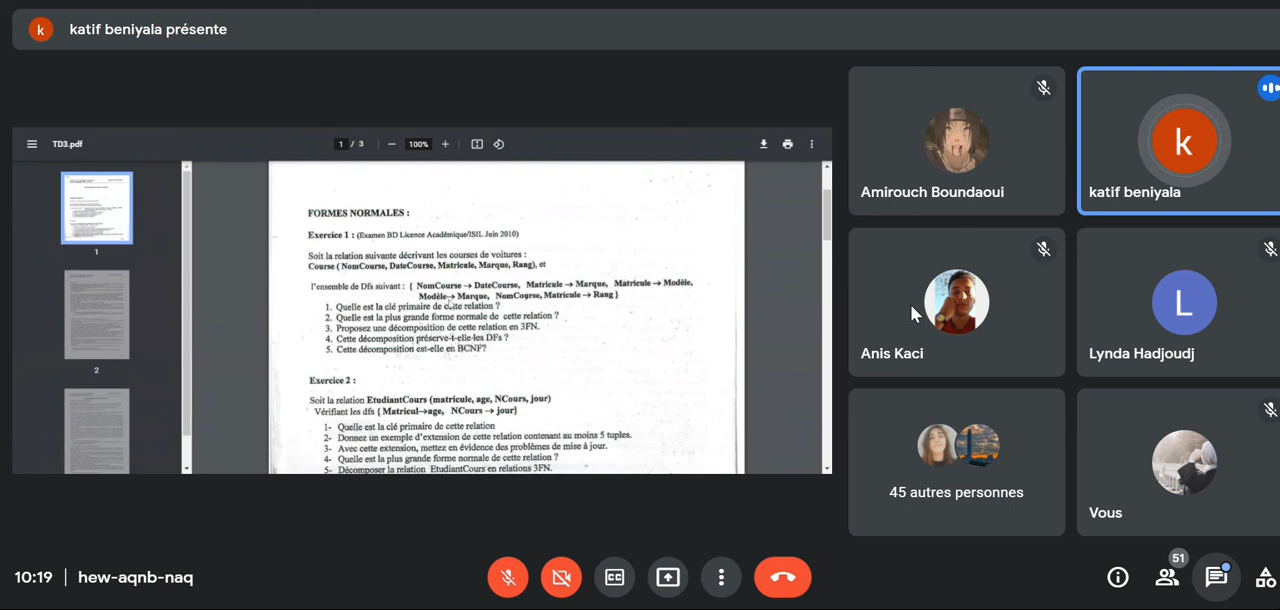 k
katif beniyala présente
TD3.pdf
1 / 3
100%
FORMES NORMALES :
Exercice 1 : (Examen BD Licence Académique/ISIL Juin 2010)
Soit la relation suivante décrivant les courses de voitures :
Course ( NomCourse, DateCourse, Matricule, Marque, Rang), et
l'ensemble de Dfs suivant : { NomCourse → DateCourse, Matricule → Marque, Matricule → Modèle,
Modèle→ Marque, NomCourse, Matricule → Rang }
1. Quelle est la clé primaire de cette relation ?
2. Quelle est la plus grande forme normale de cette relation ?
3. Proposez une décomposition de cette relation en 3FN.
4. Cette décomposition préserve-t-elle les DFs ?
5. Cette décomposition est-elle en BCNF?
Exercice 2 :
Soit la relation EtudiantCours (matricule, age, NCours, jour)
Vérifiant les dfs { Matricul→age, NCours → jour}
1- Quelle est la clé primaire de cette relation
2- Donnez un exemple d'extension de cette relation contenant au moins 5 tuples.
3- Avec cette extension, mettez en évidence des problèmes de mise à jour.
4- Quelle est la plus grande forme normale de cette relation ?
5- Décomposer la relation EtudiantCours en relations 3FN.
1
2
Amirouch Boundaoui
k
katif beniyala
Anis Kaci
L
Lynda Hadjoudj
45 autres personnes
Vous
10:19 | hew-aqnb-naq
CC
51